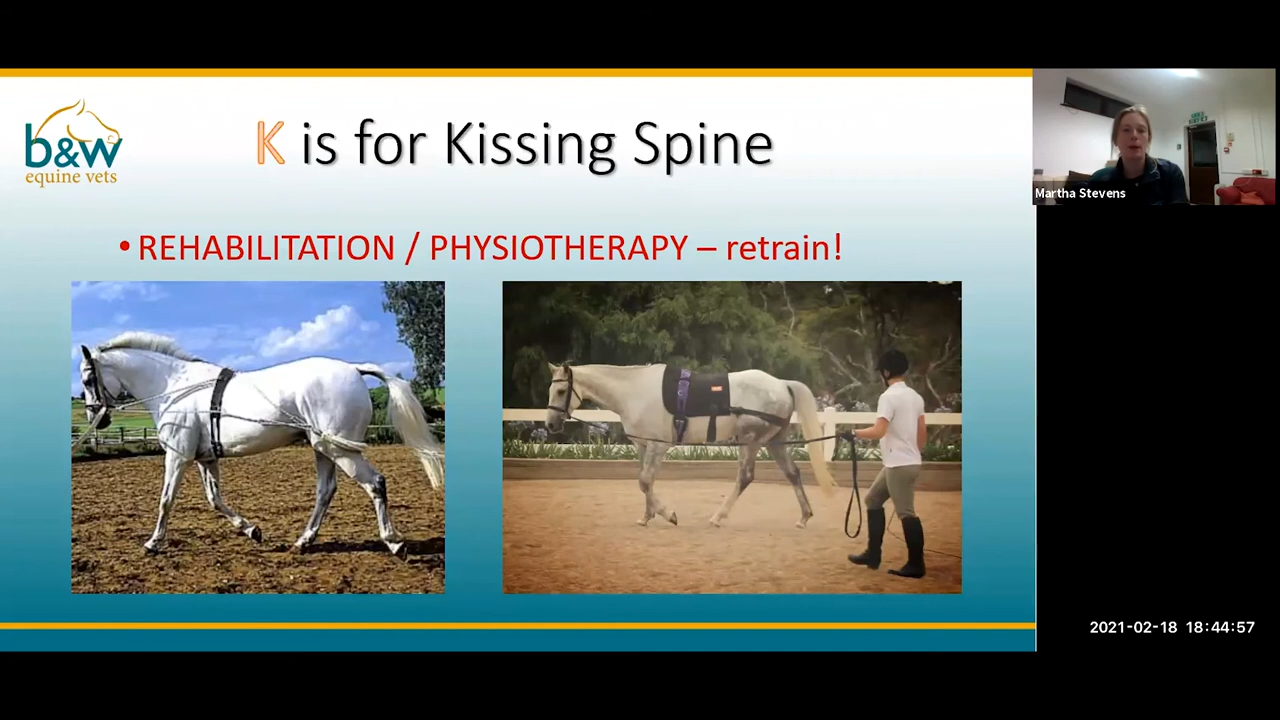 b&w
equine vets
K is for Kissing Spine
• REHABILITATION / PHYSIOTHERAPY – retrain!
Martha Stevens
2021-02-18 18:44:57